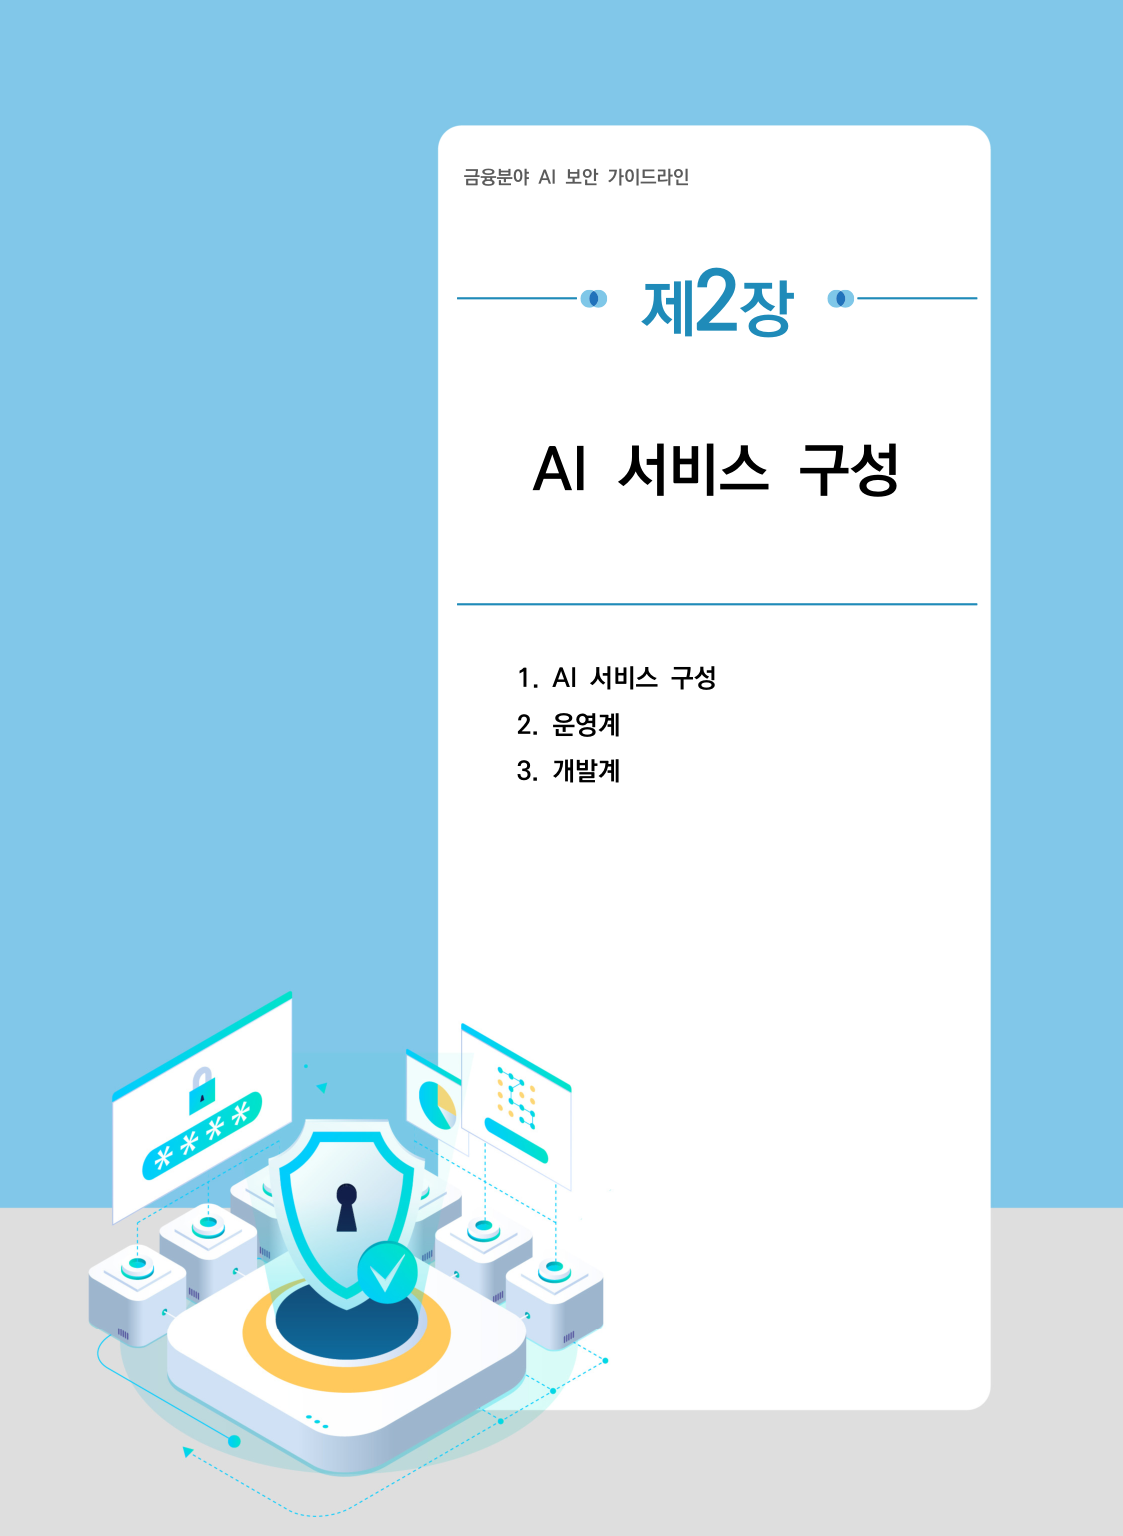 금융분야 AI 보안 가이드라인
제2장
AI 서비스 구성
1. AI 서비스 구성
2. 운영계
3. 개발계
****